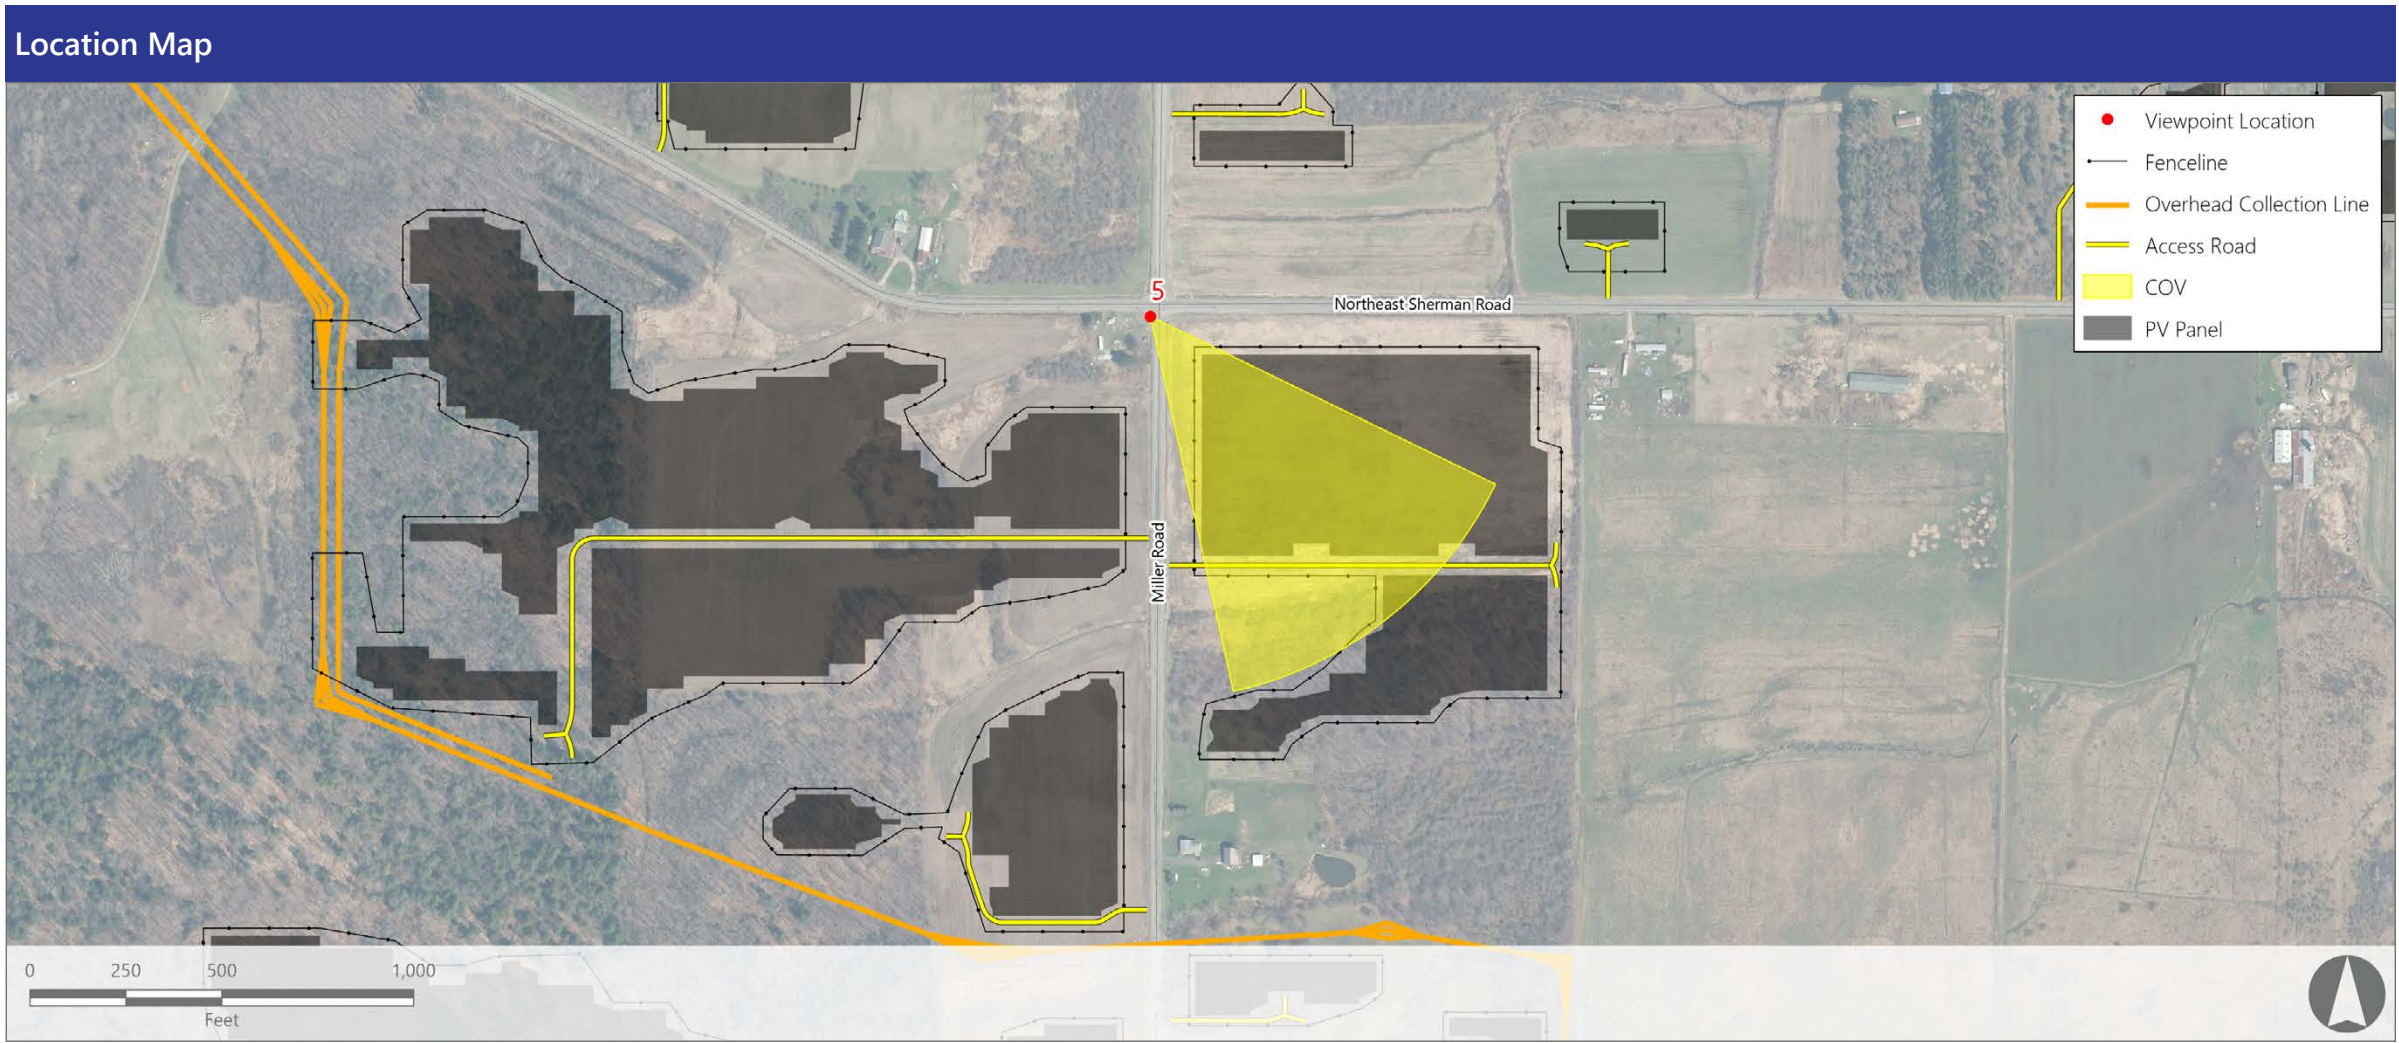 Location Map
Viewpoint Location
Fenceline
Overhead Collection Line
Access Road
COV
PV Panel
5
Northeast Sherman Road
Miller Road
0 250 500 1,000
Feet